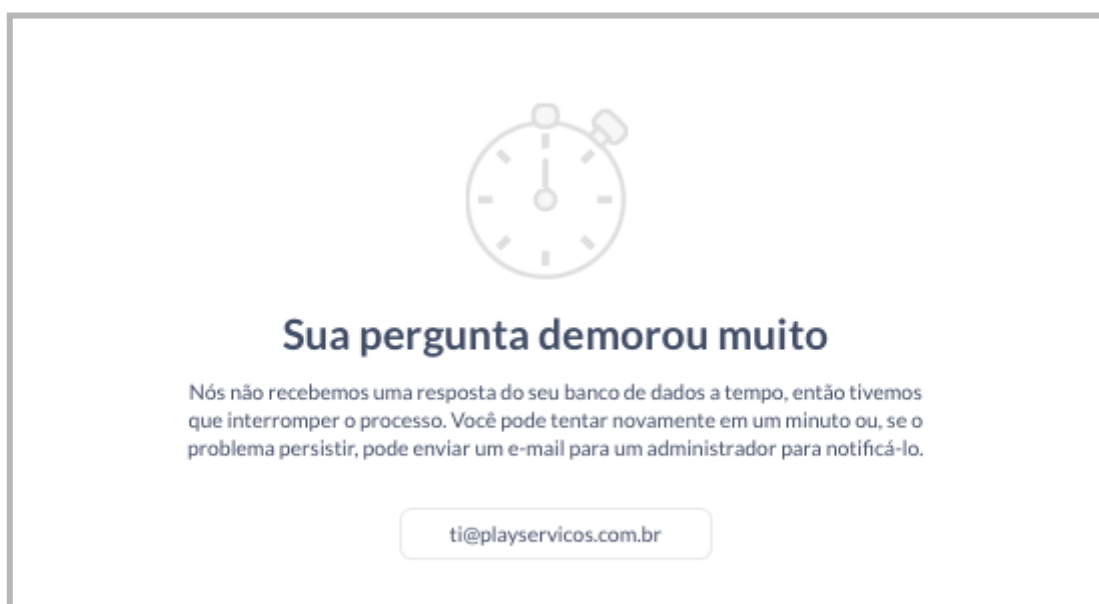 Sua pergunta demorou muito
Nós não recebemos uma resposta do seu banco de dados a tempo, então tivemos
que interromper o processo. Você pode tentar novamente em um minuto ou, se o
problema persistir, pode enviar um e-mail para um administrador para notificá-lo.
ti@playservicos.com.br